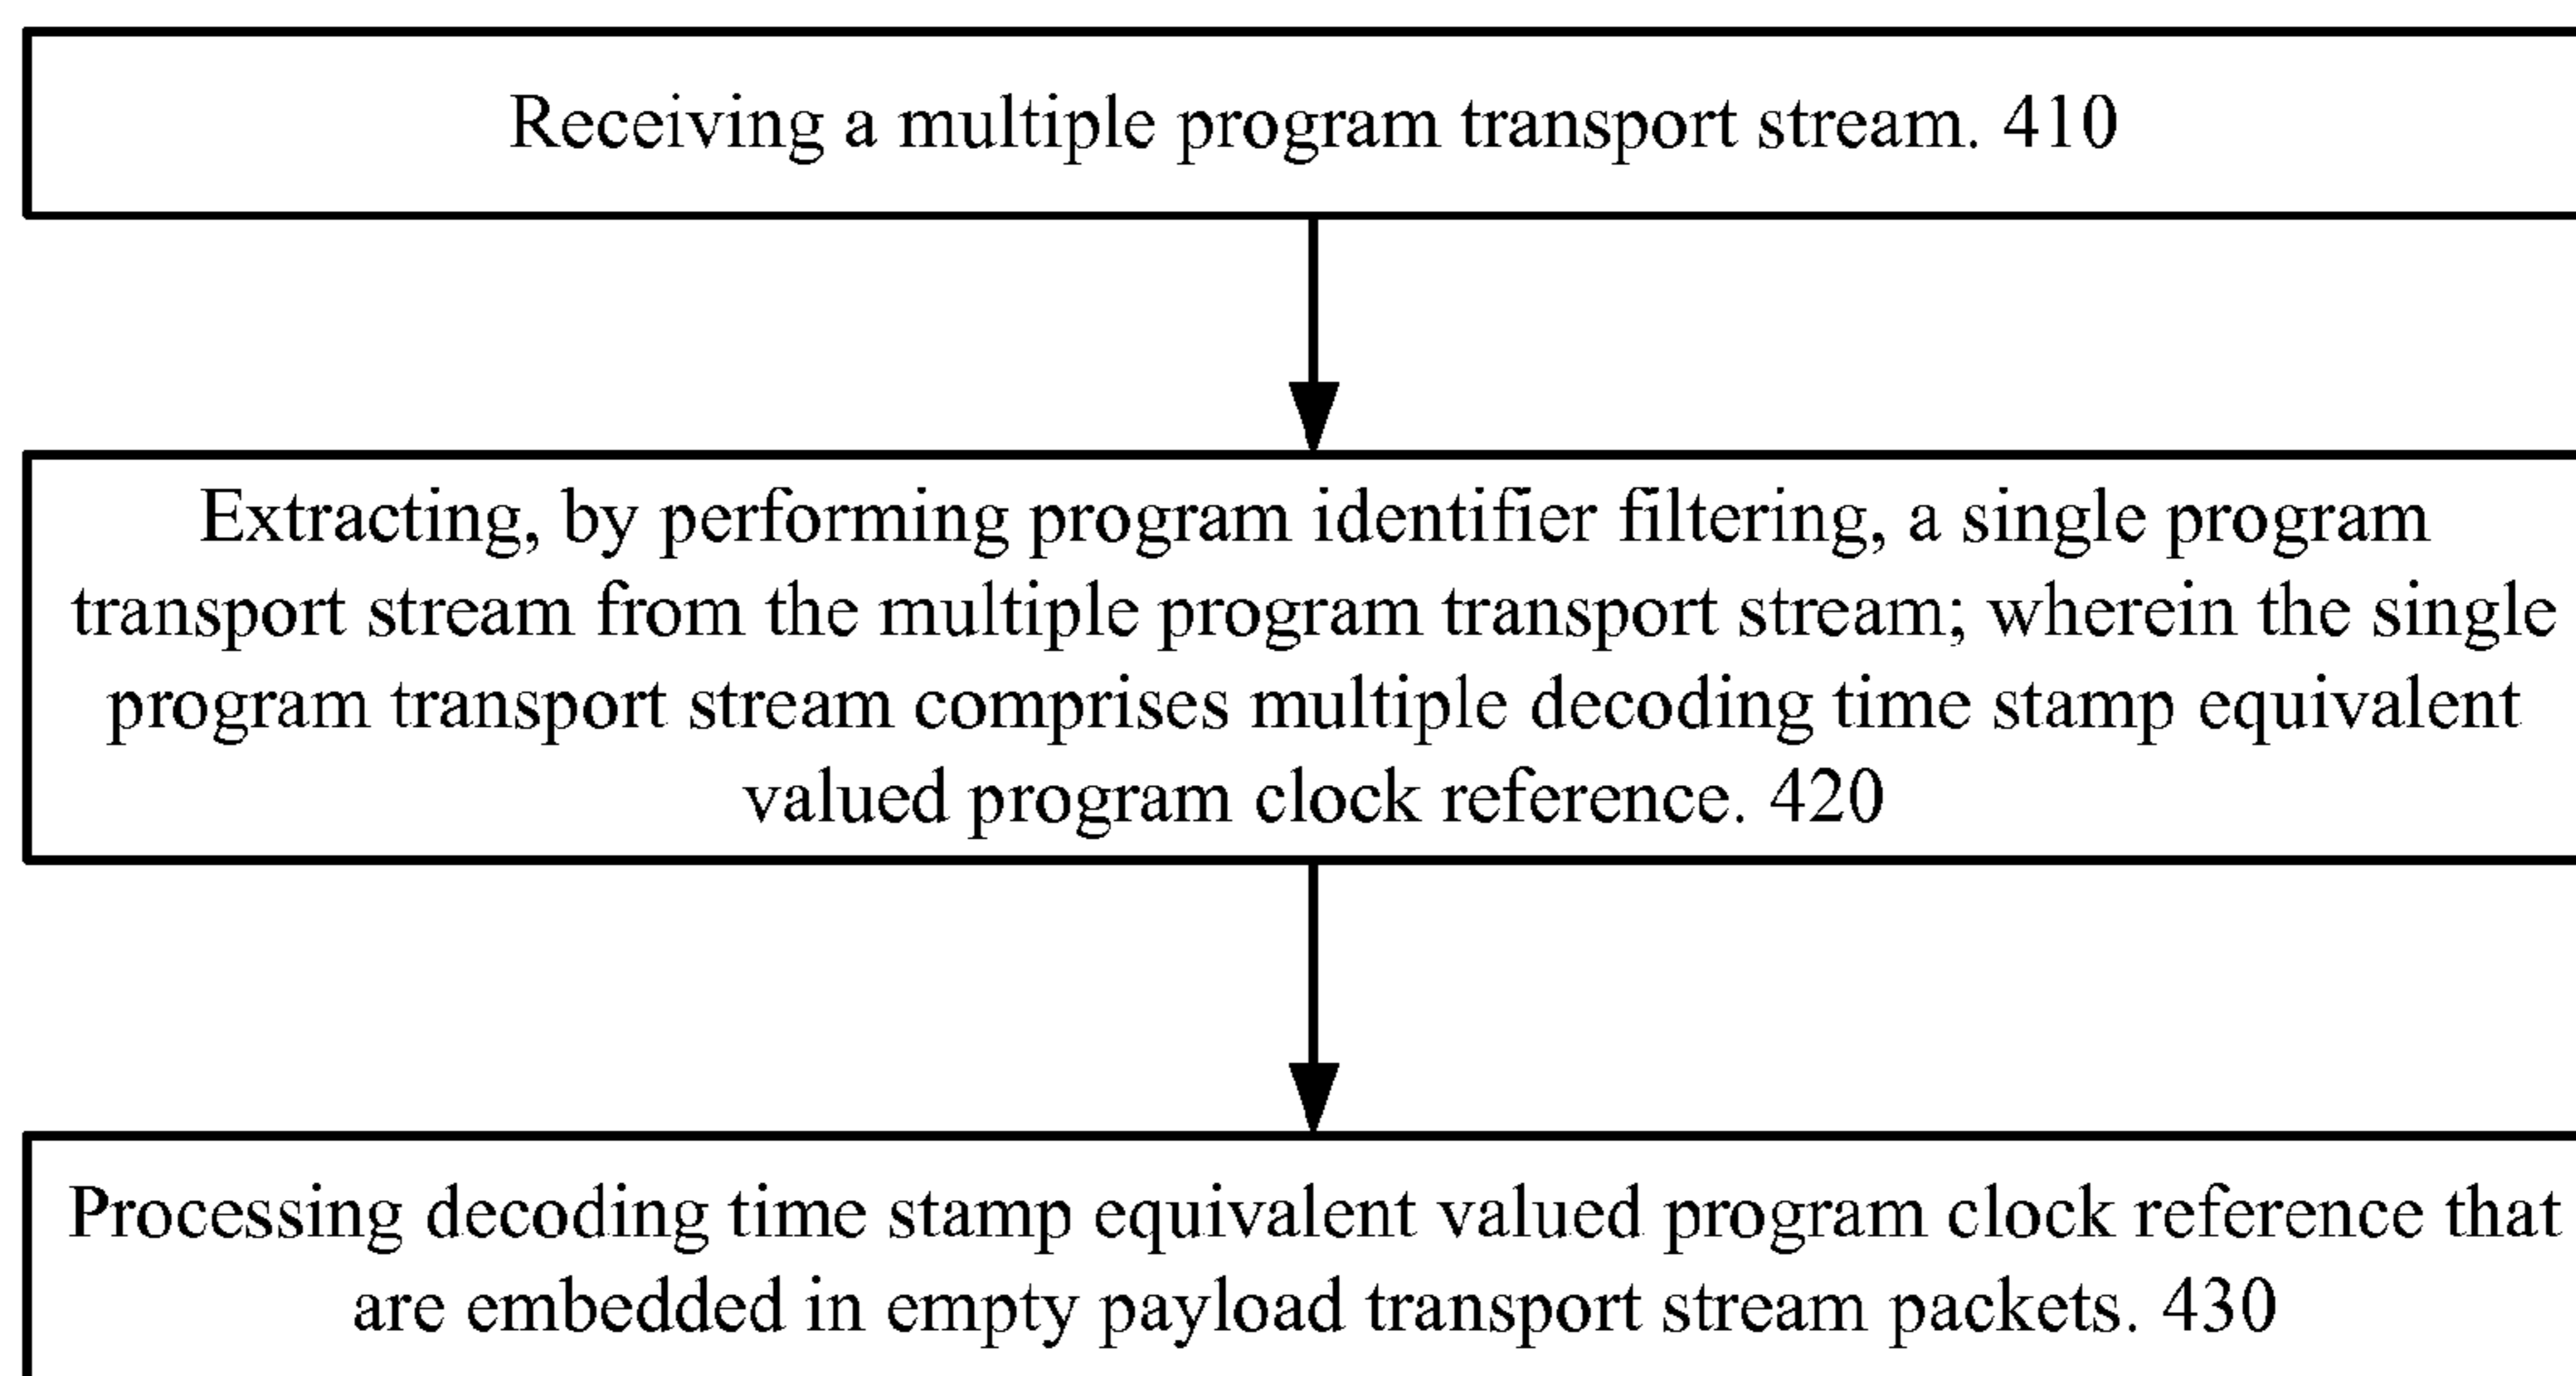 Receiving a multiple program transport stream. 410
Extracting, by performing program identifier filtering, a single program
transport stream from the multiple program transport stream; wherein the single
program transport stream comprises multiple decoding time stamp equivalent
valued program clock reference. 420
Processing decoding time stamp equivalent valued program clock reference that
are embedded in empty payload transport stream packets. 430